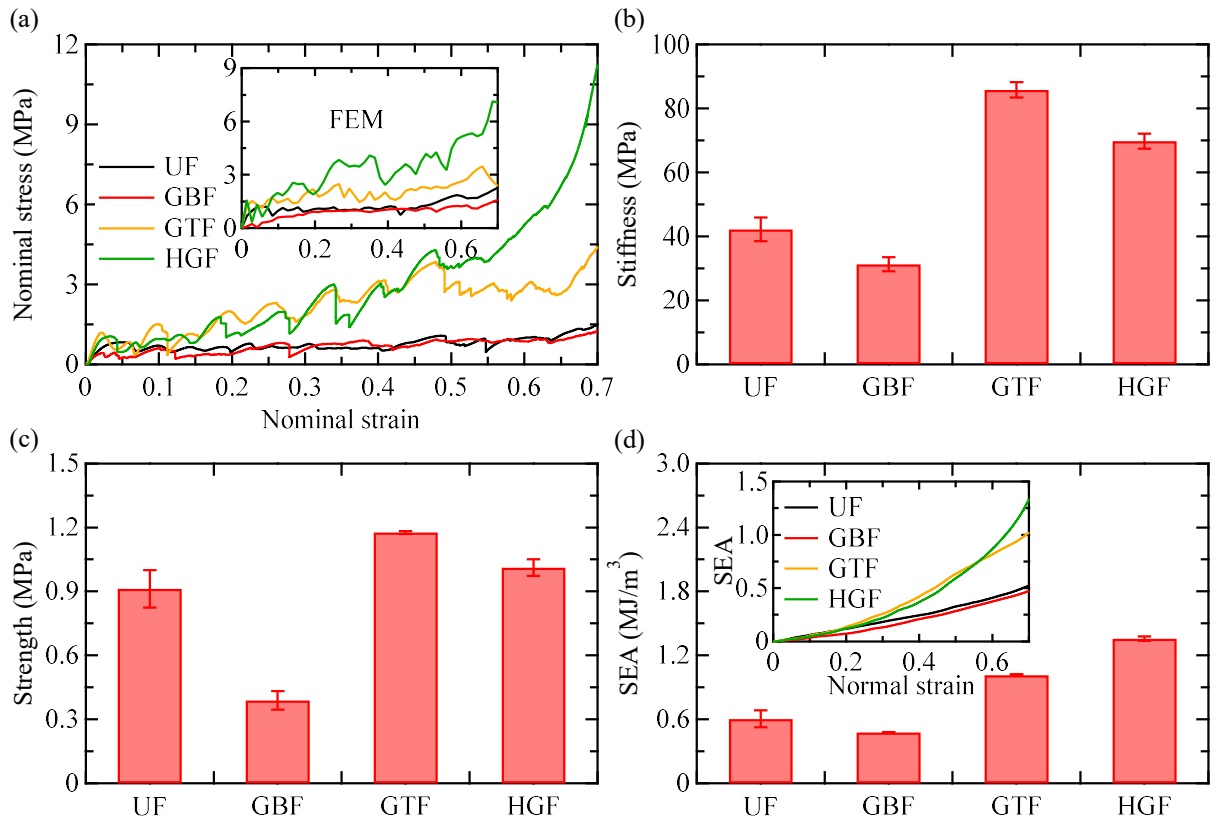 (a)
12
9
6
3
0
Nominal stress (MPa)
UF
GBF
GTF
HGF
9
6
3
0
FEM
0 0.2 0.4 0.6
0 0.1 0.2 0.3 0.4 0.5 0.6 0.7
Nominal strain
(b)
100
80
60
40
20
0
Stiffness (MPa)
UF GBF GTF HGF
(c)
1.5
1.2
0.9
0.6
0.3
0
Strength (MPa)
UF GBF GTF HGF
(d)
3.0
2.4
1.8
1.2
0.6
0
SEA (MJ/m³)
1.5
1.0
0.5
0
SEA
UF
GBF
GTF
HGF
0 0.2 0.4 0.6
Normal strain
UF GBF GTF HGF